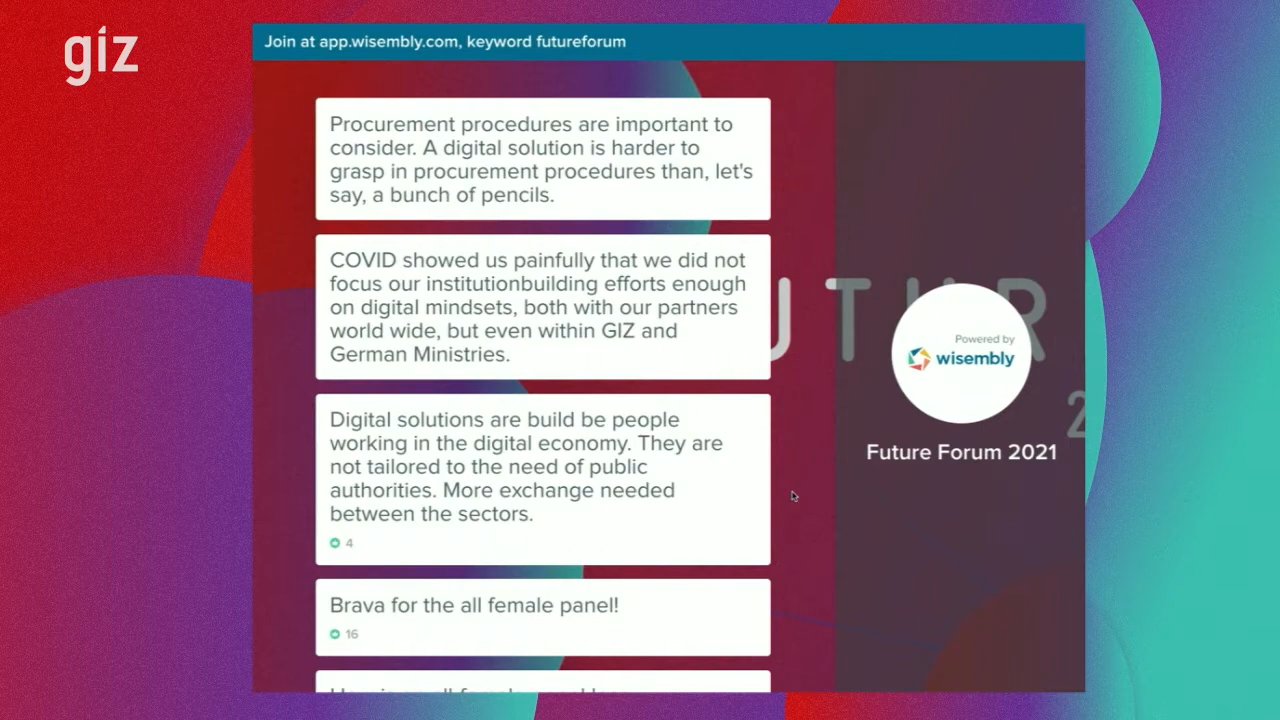 giz
Join at app.wisembly.com, keyword futureforum
Procurement procedures are important to
consider. A digital solution is harder to
grasp in procurement procedures than, let's
say, a bunch of pencils.
COVID showed us painfully that we did not
focus our institutionbuilding efforts enough
on digital mindsets, both with our partners
world wide, but even within GIZ and
German Ministries.
Digital solutions are build be people
working in the digital economy. They are
not tailored to the need of public
authorities. More exchange needed
between the sectors.
4
Brava for the all female panel!
16
UTUR
2
Powered by
wisembly
Future Forum 2021